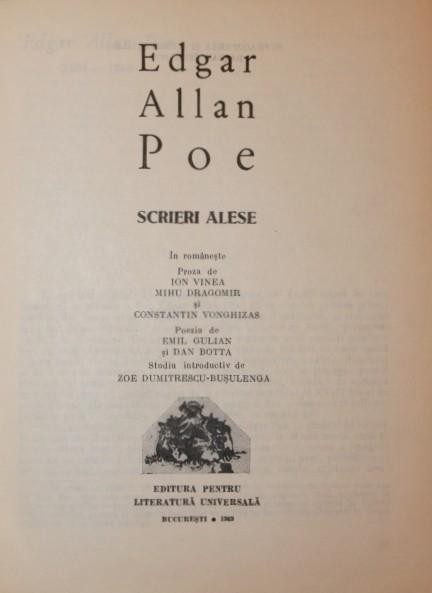 Edgar
Allan
Poe
SCRIERI ALESE
In românește
Proza de
ION VINEA
MIHU DRAGOMIR
și
CONSTANTIN VONGHIZAS
Poezia de
EMIL GULIAN
și DAN BOTTA
Studiu introductiv de
ZOE DUMITRESCU-BUȘULENGA
EDITURA PENTRU
LITERATURĂ UNIVERSALĂ
BUCUREȘTI • 1969